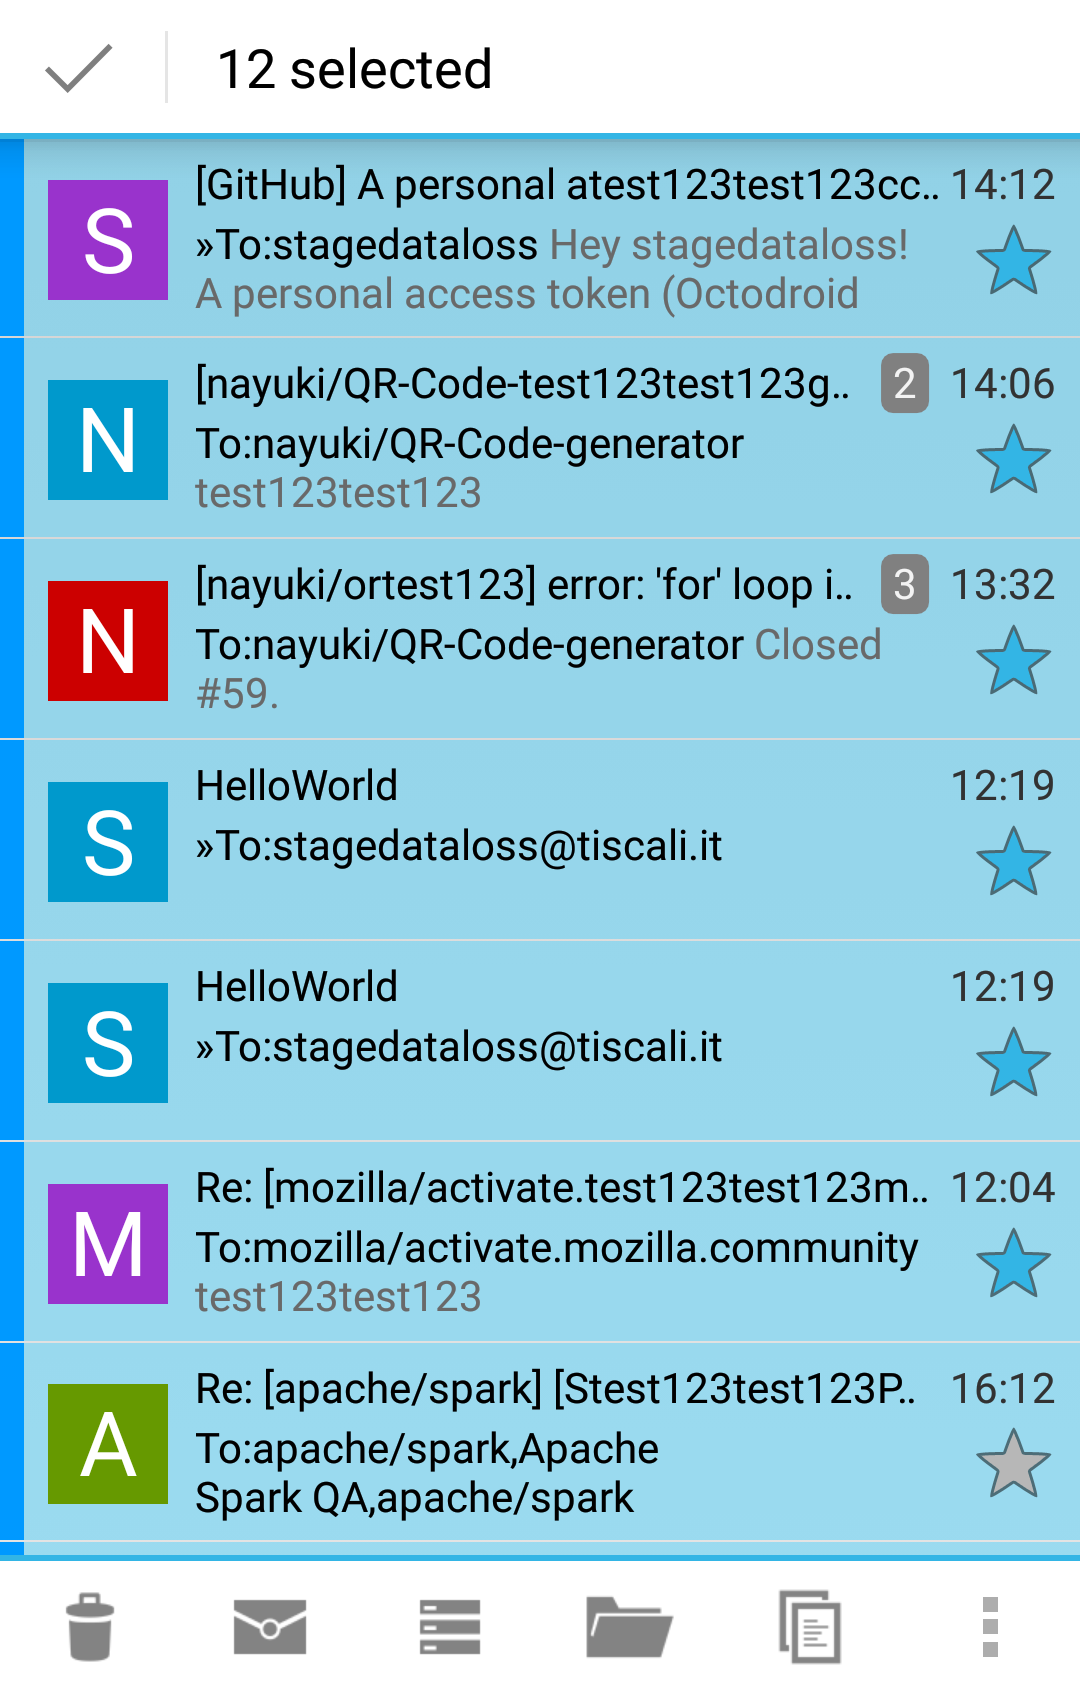 12 selected
S
[GitHub] A personal atest123test123cc.. 14:12
»To:stagedataloss Hey stagedataloss!
A personal access token (Octodroid
N
[nayuki/QR-Code-test123test123g.. 2 14:06
To:nayuki/QR-Code-generator
test123test123
N
[nayuki/ortest123] error: 'for' loop i.. 3 13:32
To:nayuki/QR-Code-generator Closed
#59.
S
HelloWorld 12:19
»To:stagedataloss@tiscali.it
S
HelloWorld 12:19
»To:stagedataloss@tiscali.it
M
Re: [mozilla/activate.test123test123m.. 12:04
To:mozilla/activate.mozilla.community
test123test123
A
Re: [apache/spark] [Stest123test123P.. 16:12
To:apache/spark,Apache
Spark QA,apache/spark